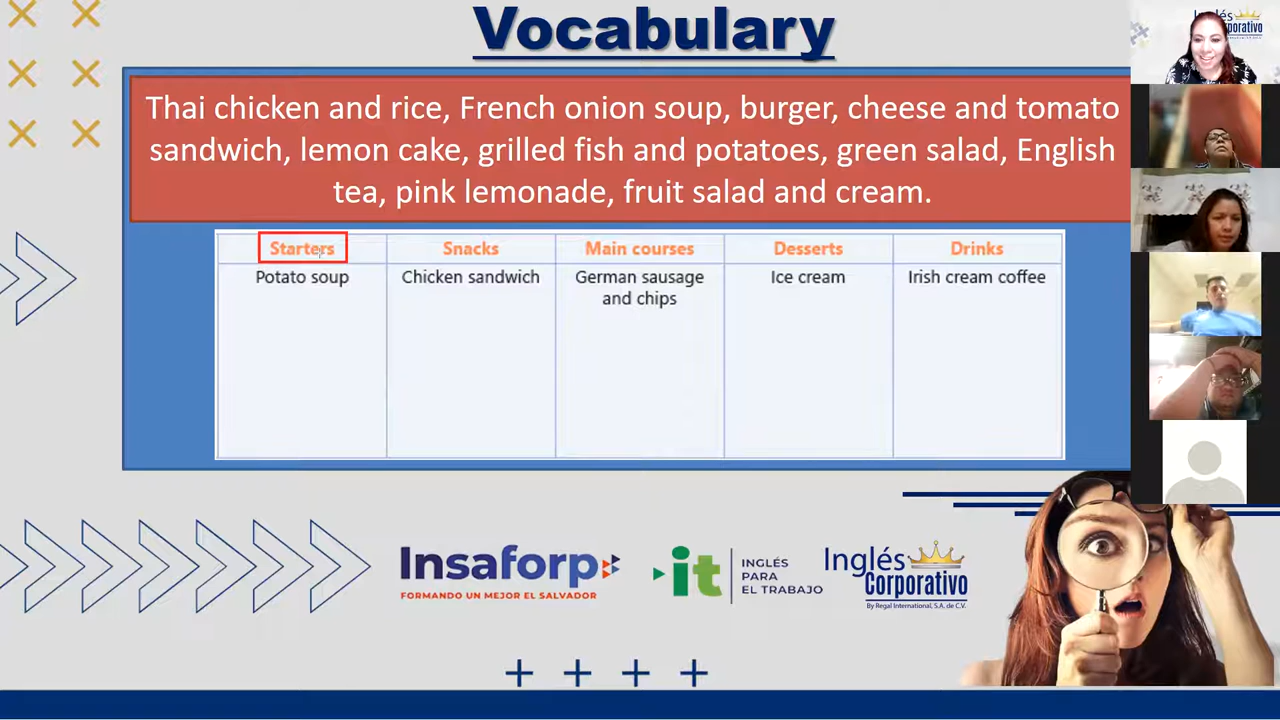 Vocabulary
Thai chicken and rice, French onion soup, burger, cheese and tomato
sandwich, lemon cake, grilled fish and potatoes, green salad, English
tea, pink lemonade, fruit salad and cream.
Starters Snacks Main courses Desserts Drinks
Potato soup Chicken sandwich German sausage Ice cream Irish cream coffee
and chips
Insaforp
FORMANDO UN MEJOR EL SALVADOR
it
INGLÉS
PARA
EL TRABAJO
Inglés
Corporativo
By Regal International, S.A. de C.V.
Inglés
Corporativo